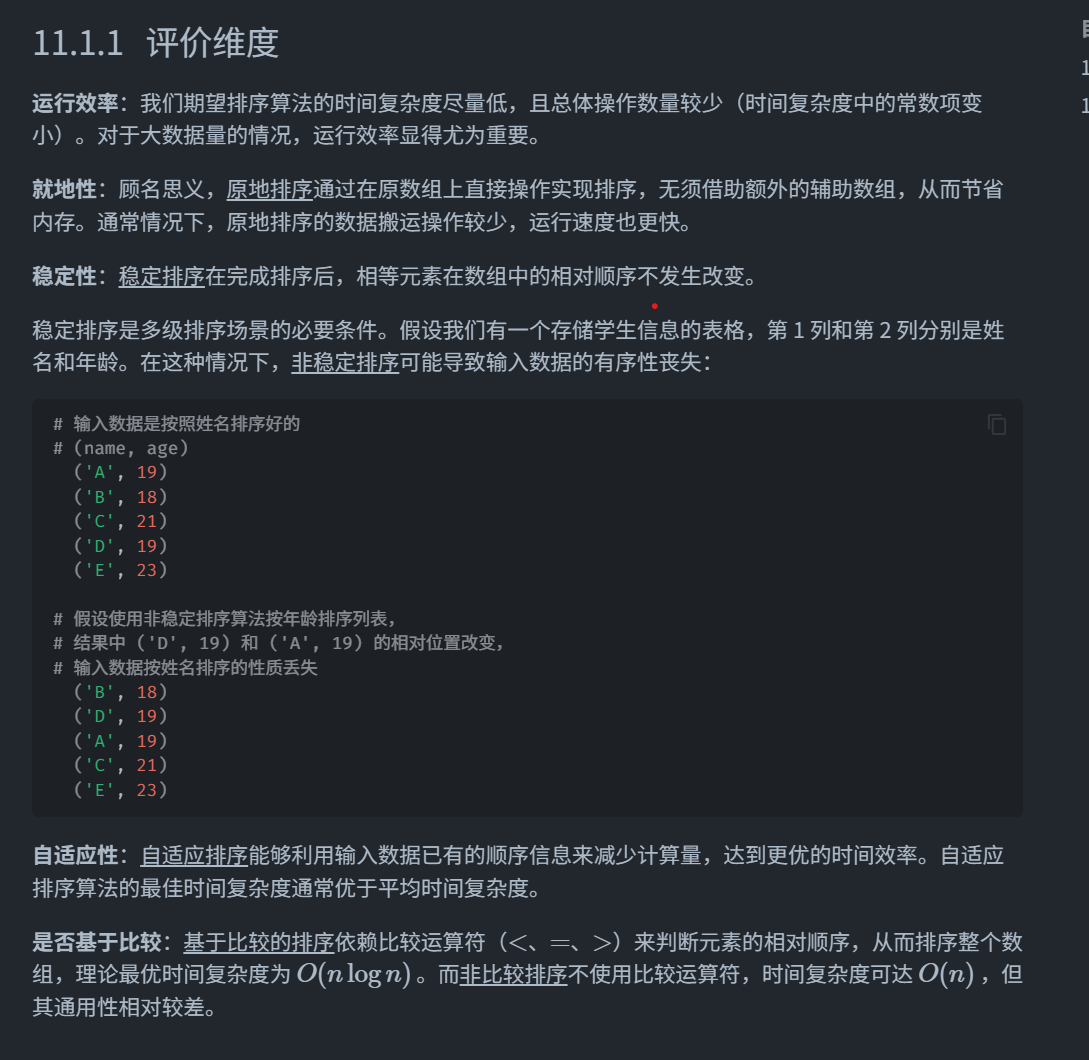 11.1.1 评价维度
运行效率：我们期望排序算法的时间复杂度尽量低，且总体操作数量较少（时间复杂度中的常数项变
小）。对于大数据量的情况，运行效率显得尤为重要。
就地性：顾名思义，原地排序通过在原数组上直接操作实现排序，无须借助额外的辅助数组，从而节省
内存。通常情况下，原地排序的数据搬运操作较少，运行速度也更快。
稳定性：稳定排序在完成排序后，相等元素在数组中的相对顺序不发生改变。
稳定排序是多级排序场景的必要条件。假设我们有一个存储学生信息的表格，第 1 列和第 2 列分别是姓
名和年龄。在这种情况下，非稳定排序可能导致输入数据的有序性丧失：
# 输入数据是按照姓名排序好的
# (name, age)
('A', 19)
('B', 18)
('C', 21)
('D', 19)
('E', 23)
# 假设使用非稳定排序算法按年龄排序列表，
# 结果中 ('D', 19) 和 ('A', 19) 的相对位置改变，
# 输入数据按姓名排序的性质丢失
('B', 18)
('D', 19)
('A', 19)
('C', 21)
('E', 23)
自适应性：自适应排序能够利用输入数据已有的顺序信息来减少计算量，达到更优的时间效率。自适应
排序算法的最佳时间复杂度通常优于平均时间复杂度。
是否基于比较：基于比较的排序依赖比较运算符（<、=、>）来判断元素的相对顺序，从而排序整个数
组，理论最优时间复杂度为 O(n log n) 。而非比较排序不使用比较运算符，时间复杂度可达 O(n) ，但
其通用性相对较差。